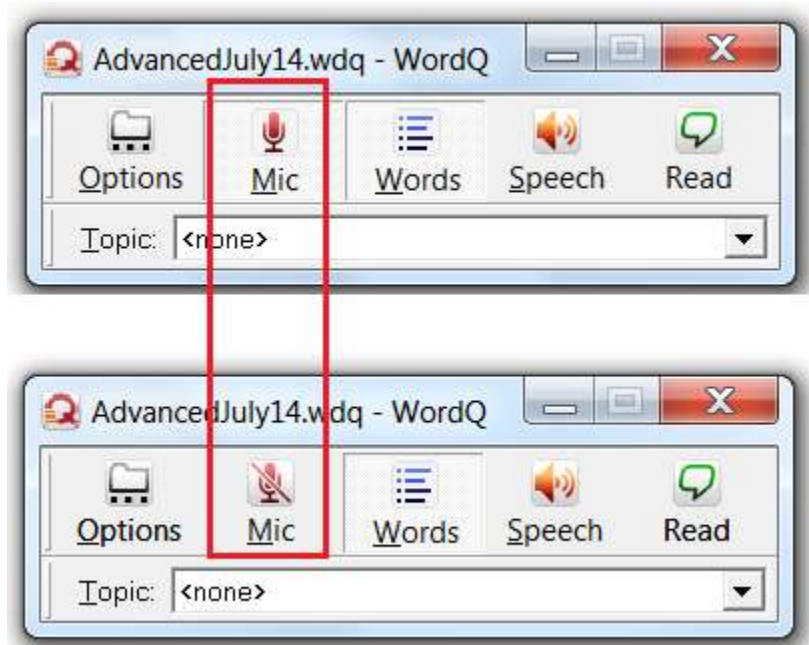 AdvancedJuly14.wdq - WordQ
Options Mic Words Speech Read
Topic: <none>
AdvancedJuly14.wdq - WordQ
Options Mic Words Speech Read
Topic: <none>